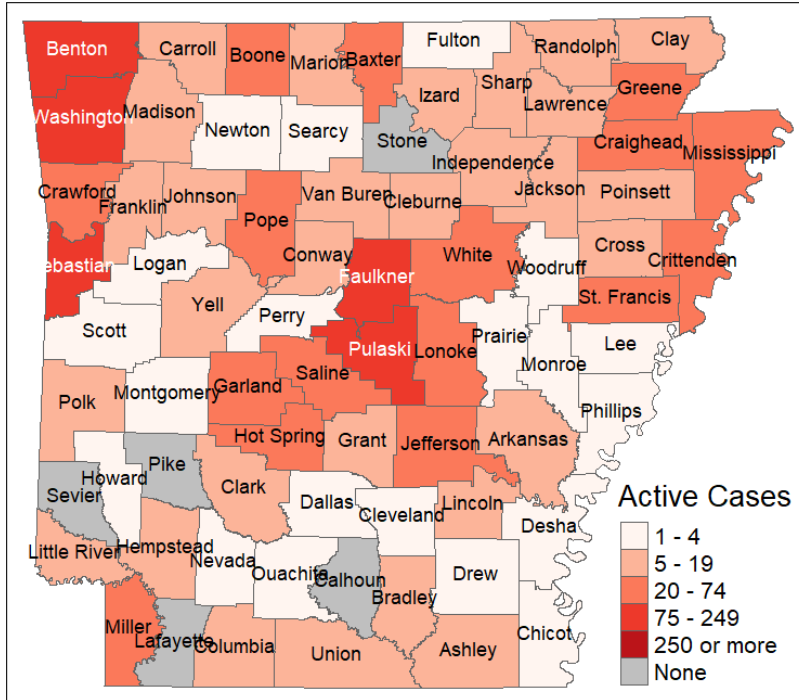 Benton
Carroll
Boone
Marion
Baxter
Fulton
Randolph
Clay
Sharp
Izard
Lawrence
Greene
Washington
Madison
Newton
Searcy
Stone
Independence
Craighead
Mississippi
Crawford
Franklin
Johnson
Pope
Van Buren
Cleburne
Jackson
Poinsett
Sebastian
Logan
Conway
Faulkner
White
Woodruff
Cross
Crittenden
St. Francis
Scott
Yell
Perry
Pulaski
Lonoke
Prairie
Monroe
Lee
Phillips
Polk
Montgomery
Garland
Saline
Hot Spring
Grant
Jefferson
Arkansas
Sevier
Howard
Pike
Clark
Dallas
Cleveland
Lincoln
Desha
Little River
Hempstead
Nevada
Ouachita
Calhoun
Bradley
Drew
Chicot
Miller
Lafayette
Columbia
Union
Ashley
Active Cases
1 - 4
5 - 19
20 - 74
75 - 249
250 or more
None